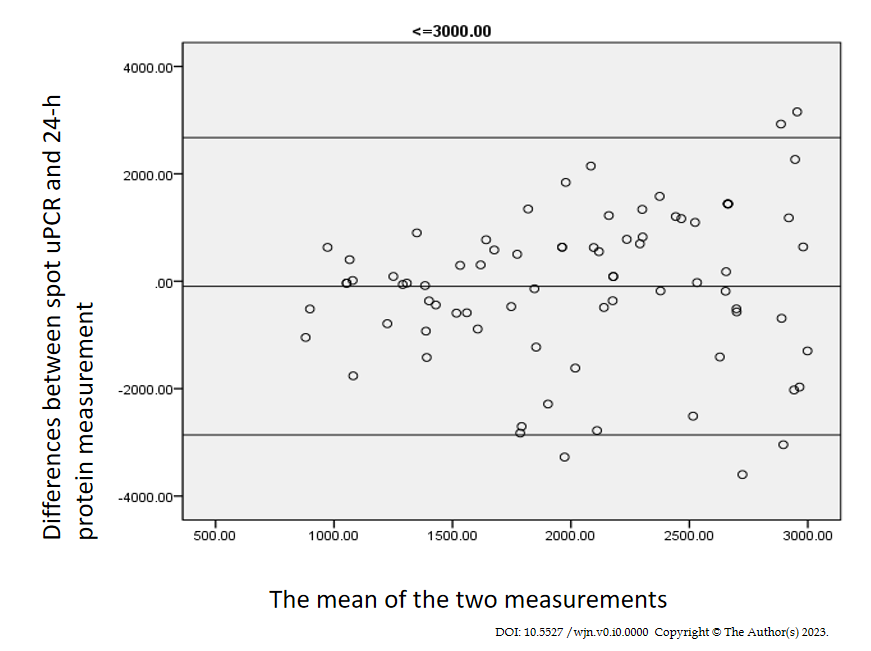 <=3000.00
Differences between spot uPCR and 24-h
protein measurement
4000.00
2000.00
.00
-2000.00
-4000.00
500.00 1000.00 1500.00 2000.00 2500.00 3000.00
The mean of the two measurements
DOI: 10.5527 /wjn.v0.i0.0000 Copyright © The Author(s) 2023.